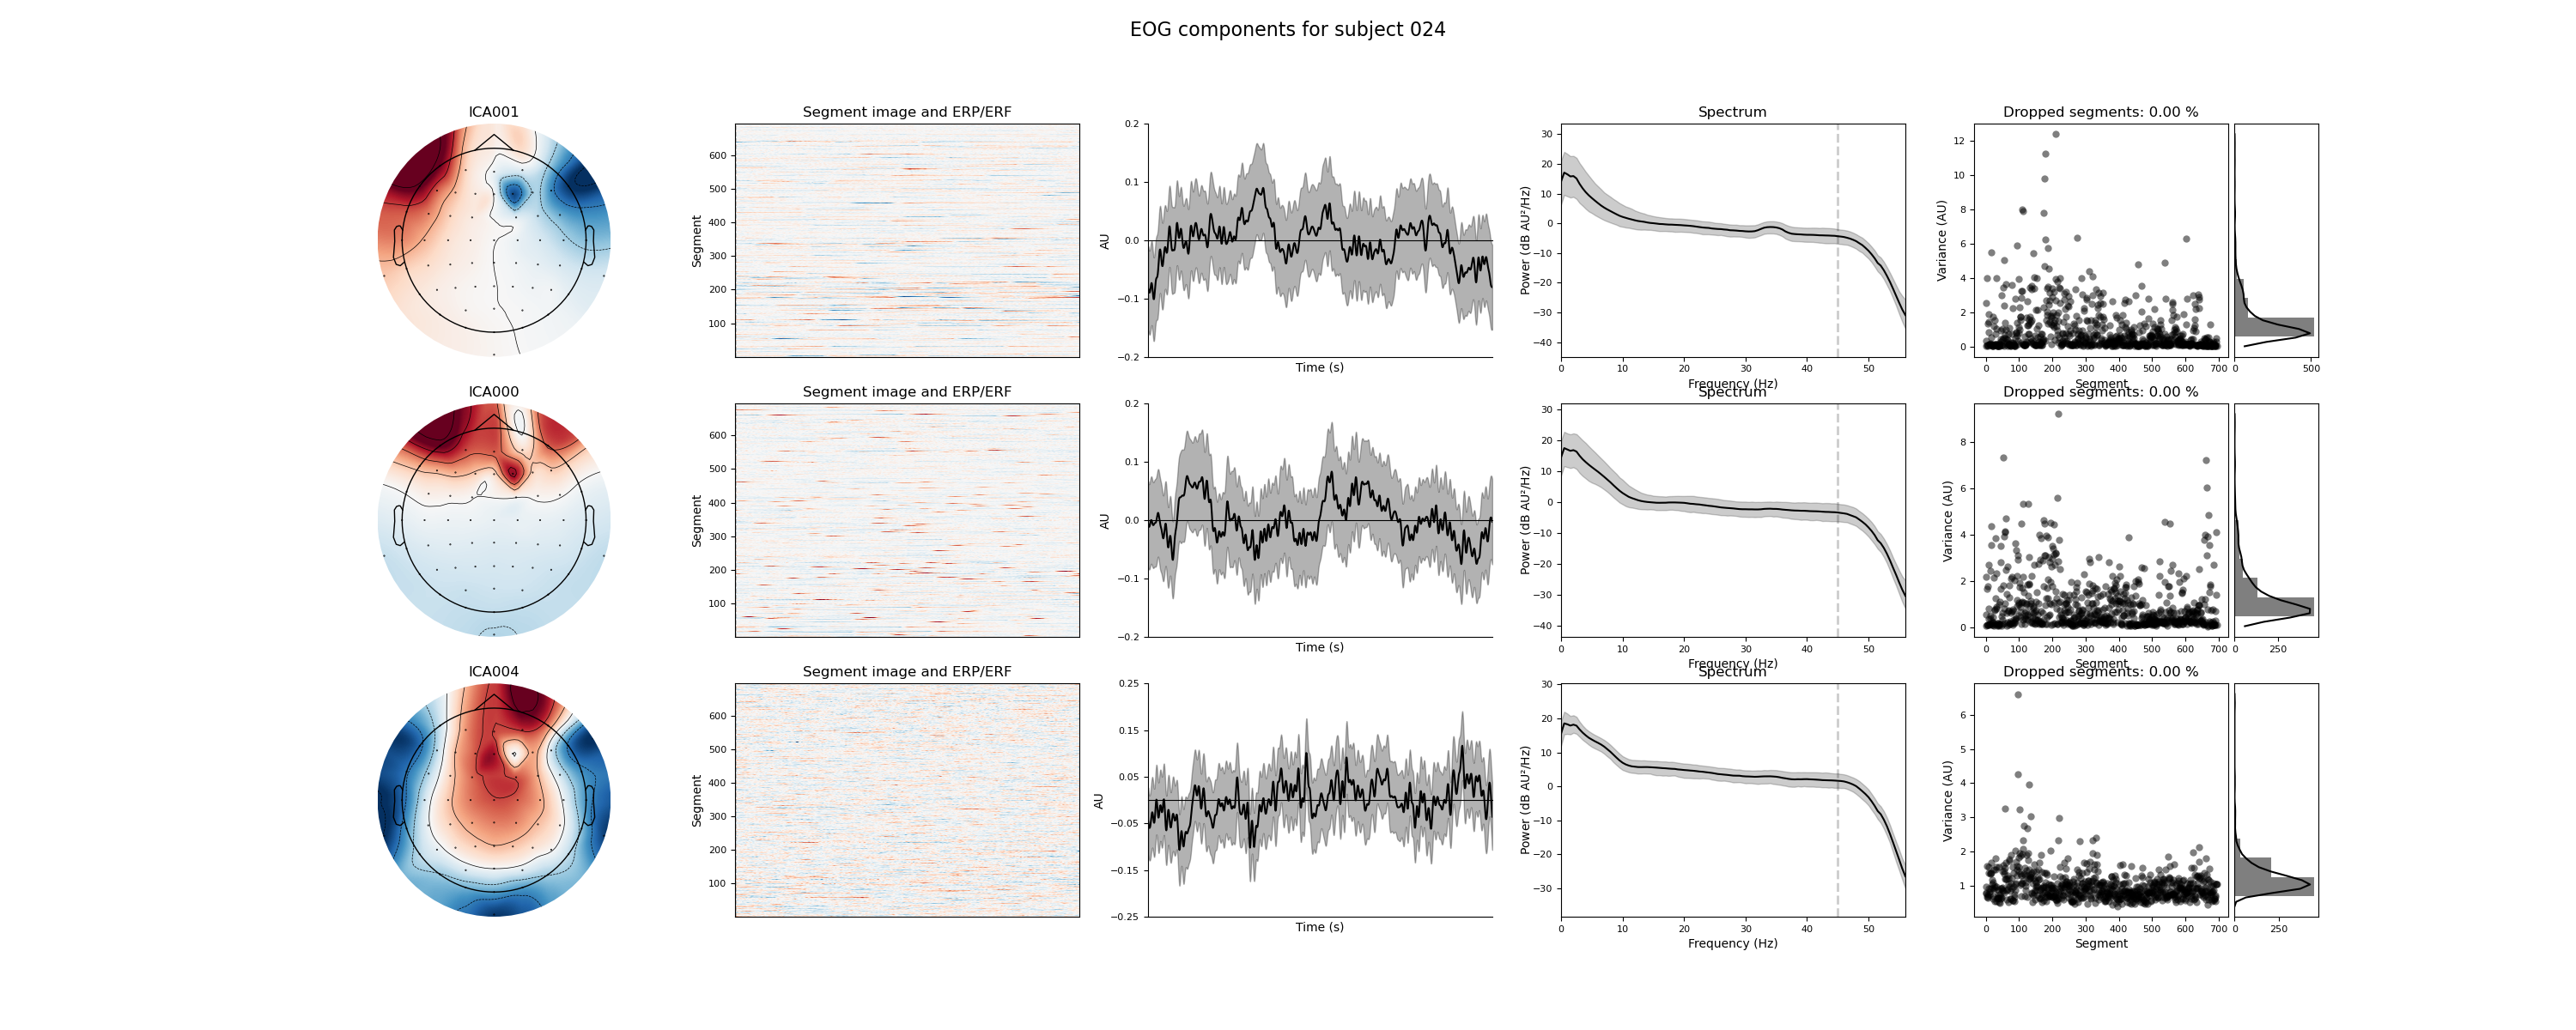 EOG components for subject 024
ICA001
Segment image and ERP/ERF
Spectrum
Dropped segments: 0.00 %
Segment
600
500
400
300
200
100
AU
0.2
0.1
0.0
−0.1
−0.2
Time (s)
Power (dB AU²/Hz)
30
20
10
0
−10
−20
−30
−40
0 10 20 30 40 50
Frequency (Hz)
Variance (AU)
12
10
8
6
4
2
0
0 100 200 300 400 500 600 700
Segment
0 500
ICA000
Segment image and ERP/ERF
Spectrum
Dropped segments: 0.00 %
Segment
600
500
400
300
200
100
AU
0.2
0.1
0.0
−0.1
−0.2
Time (s)
Power (dB AU²/Hz)
30
20
10
0
−10
−20
−30
−40
0 10 20 30 40 50
Frequency (Hz)
Variance (AU)
8
6
4
2
0
0 100 200 300 400 500 600 700
Segment
0 250
ICA004
Segment image and ERP/ERF
Spectrum
Dropped segments: 0.00 %
Segment
600
500
400
300
200
100
AU
0.25
0.15
0.05
−0.05
−0.15
−0.25
Time (s)
Power (dB AU²/Hz)
30
20
10
0
−10
−20
−30
0 10 20 30 40 50
Frequency (Hz)
Variance (AU)
6
5
4
3
2
1
0 100 200 300 400 500 600 700
Segment
0 250